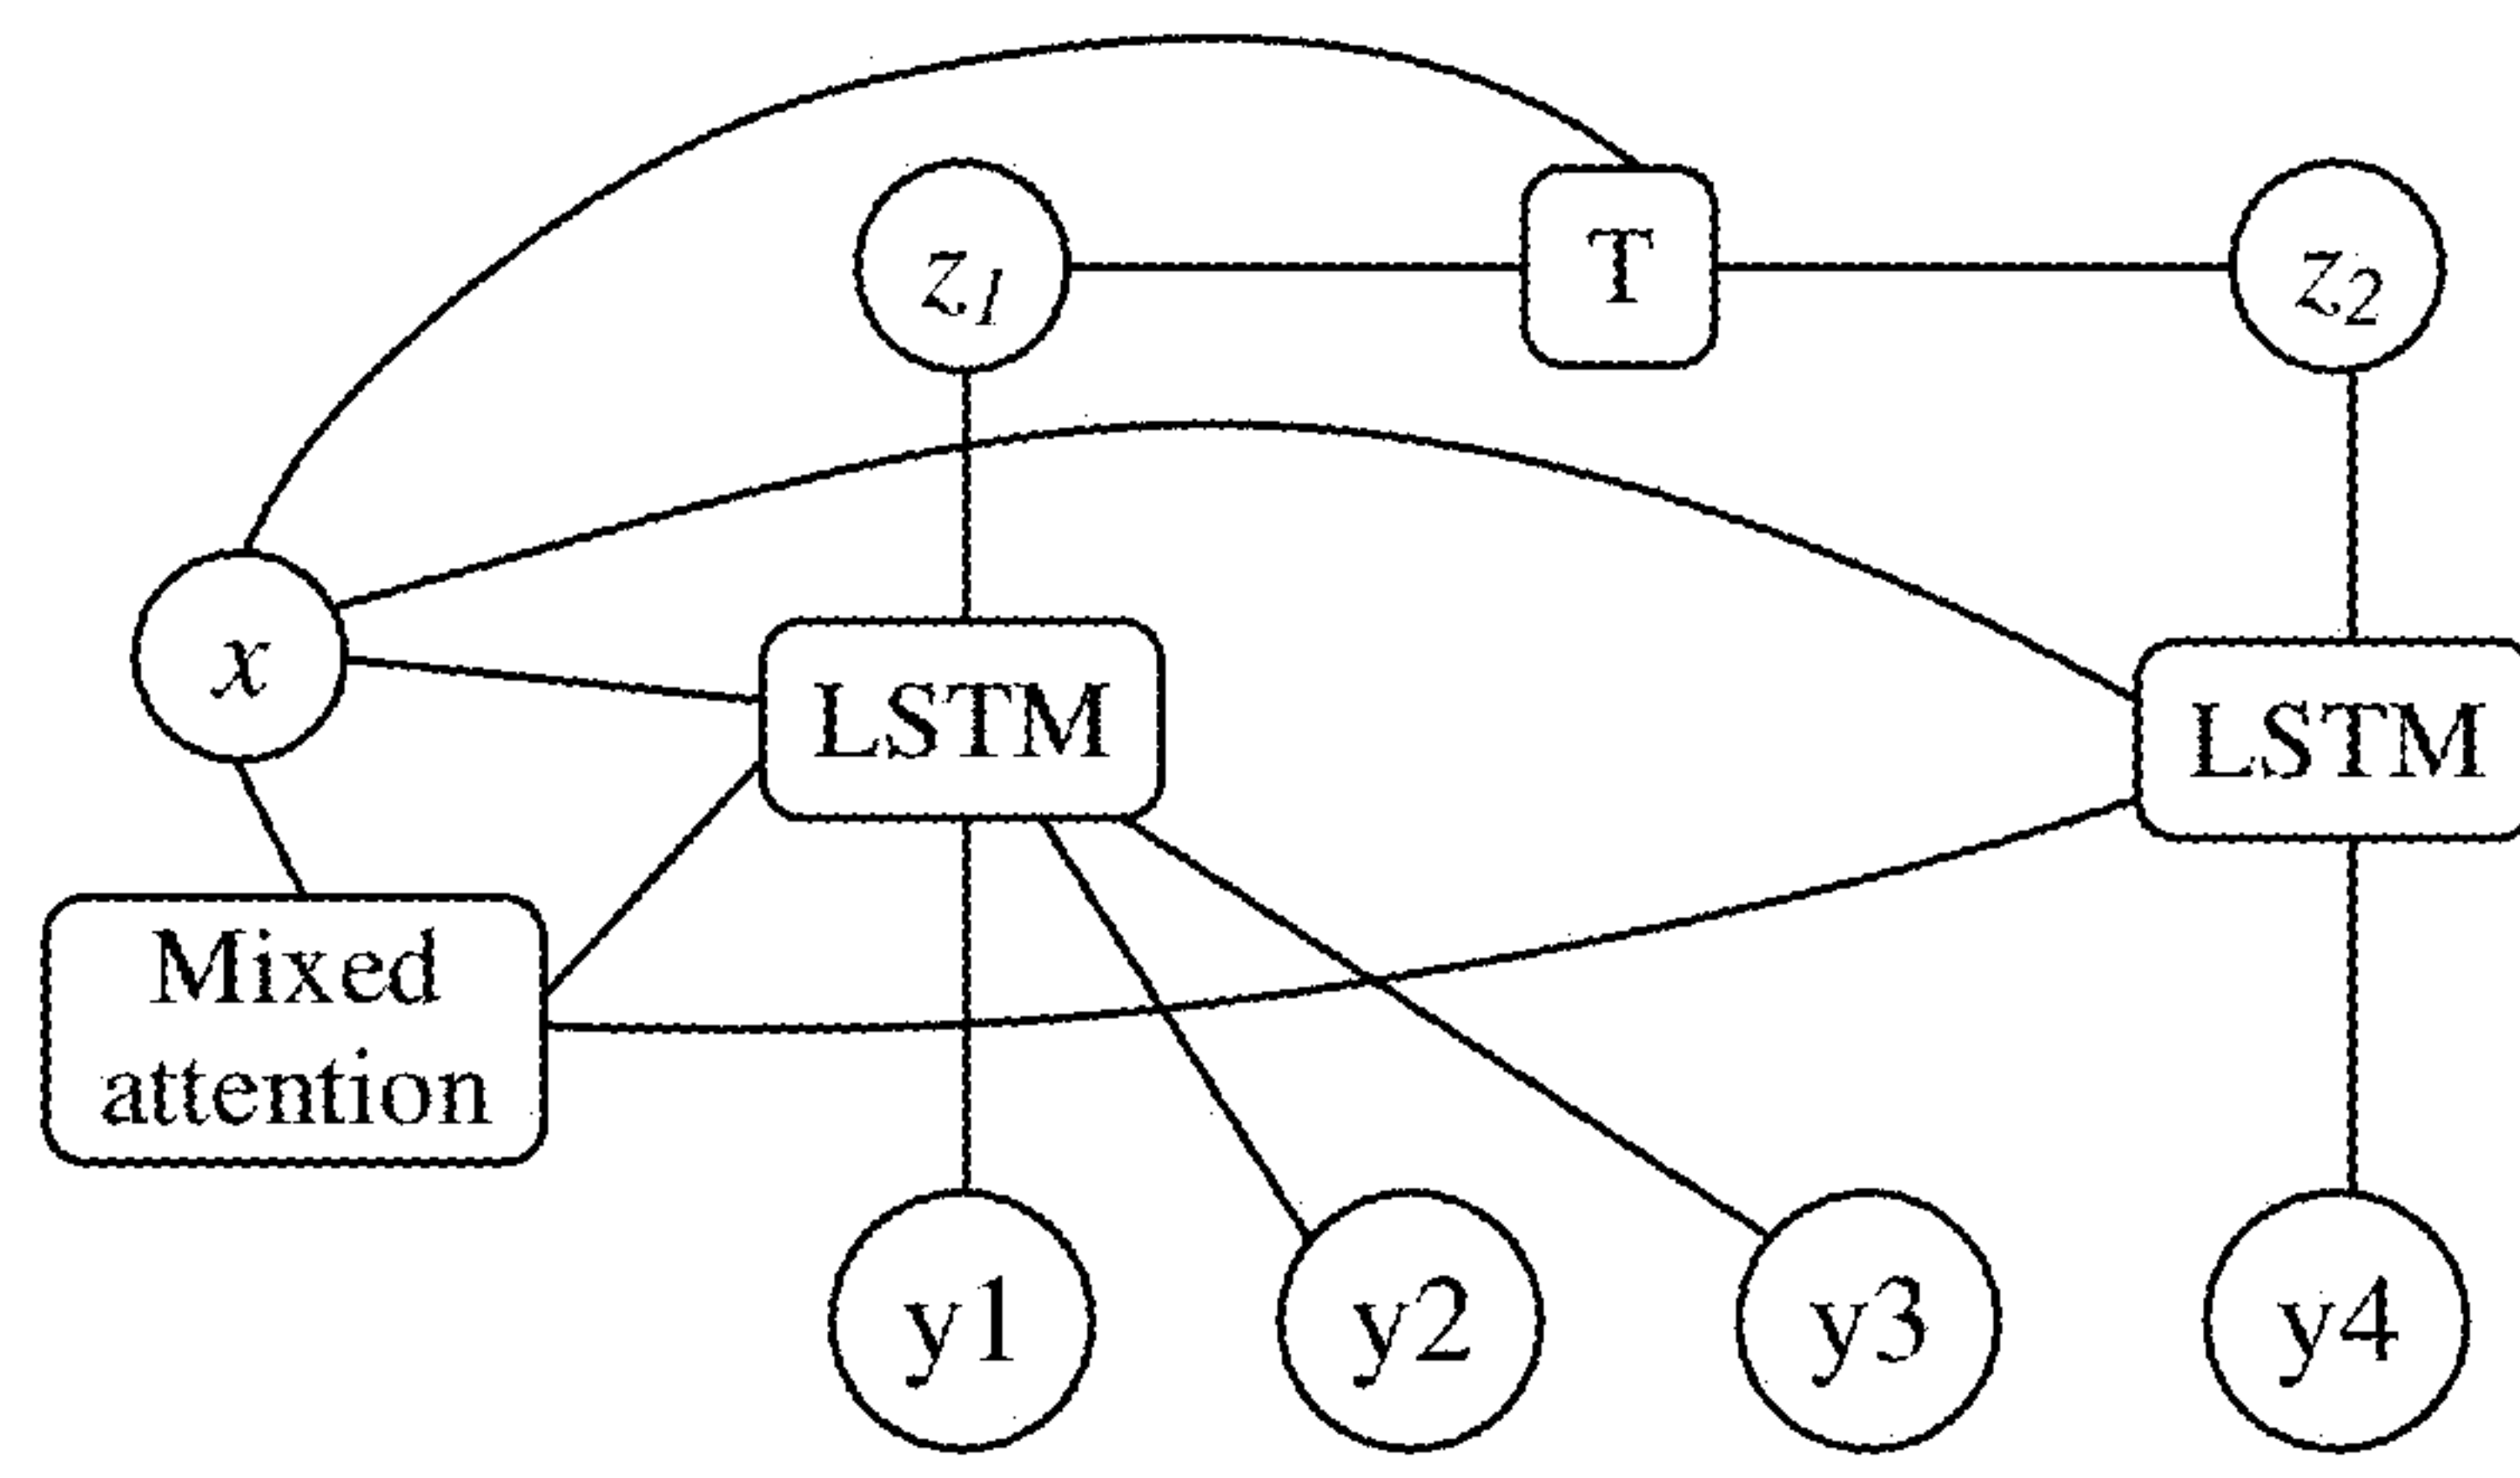 z1
T
z2
x
LSTM
LSTM
Mixed
attention
y1
y2
y3
y4